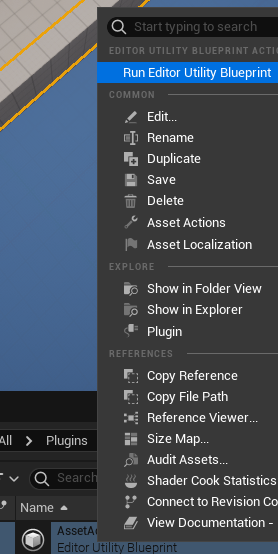 Start typing to search
EDITOR UTILITY BLUEPRINT ACTIO
Run Editor Utility Blueprint
COMMON
Edit...
Rename
Duplicate
Save
Delete
Asset Actions
Asset Localization
EXPLORE
Show in Folder View
Show in Explorer
Plugin
REFERENCES
Copy Reference
Copy File Path
Reference Viewer...
Size Map...
Audit Assets...
Shader Cook Statistics
Connect to Revision Co
View Documentation -
All > Plugins
Search
Name
AssetAc
Editor Utility Blueprint